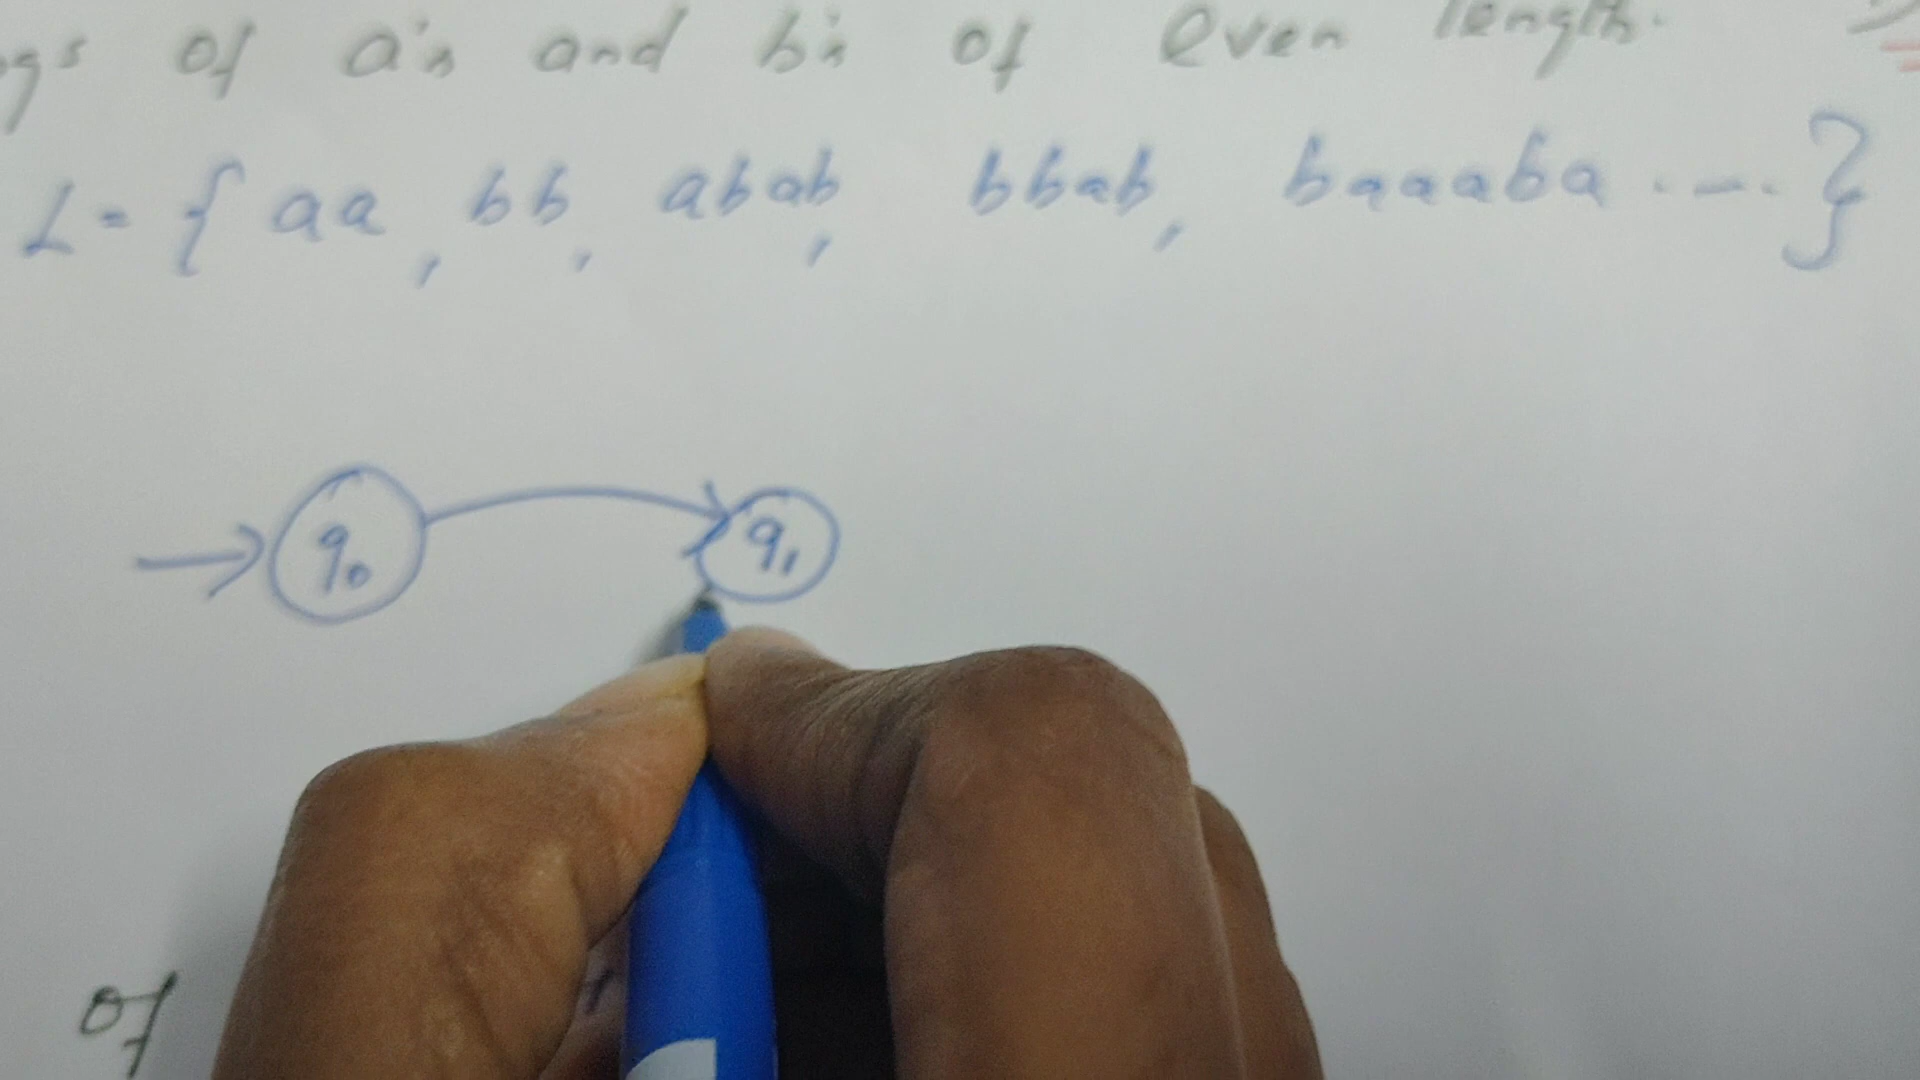 of a's and b's of even length.
L = { aa, bb, abab, bbab, baaaba .... }
q0 q1
of